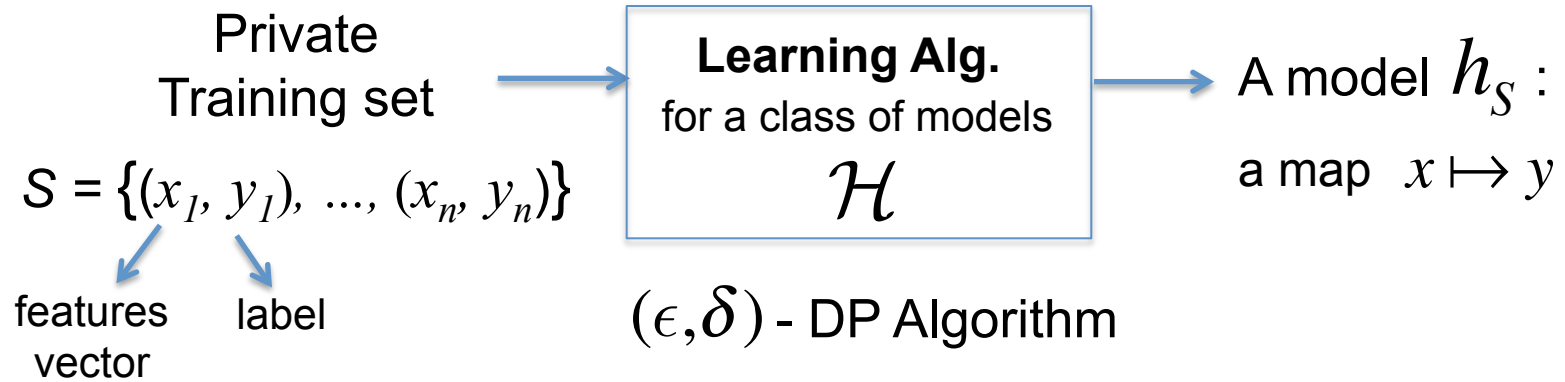 Private
Training set
S = {(x₁, y₁), ..., (xₙ, yₙ)}
features
vector
label
Learning Alg.
for a class of models
ℋ
(ϵ,δ) - DP Algorithm
A model h_S :
a map x ↦ y